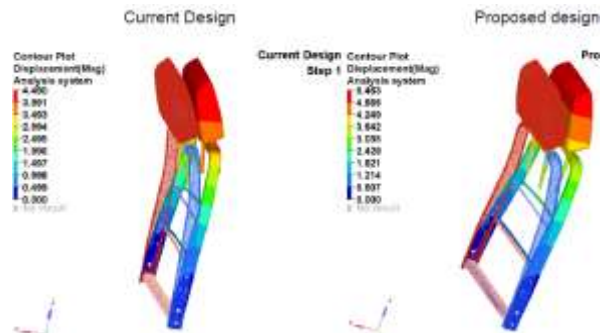 Current Design
Contour Plot
Displacement(Mag)
Analysis system
4.490
3.991
3.493
2.994
2.495
1.996
1.497
0.998
0.499
0.000
No result
Current Design
Step 1
Proposed design
Contour Plot
Displacement(Mag)
Analysis system
5.463
4.856
4.249
3.642
3.035
2.428
1.821
1.214
0.607
0.000
No result
Pro